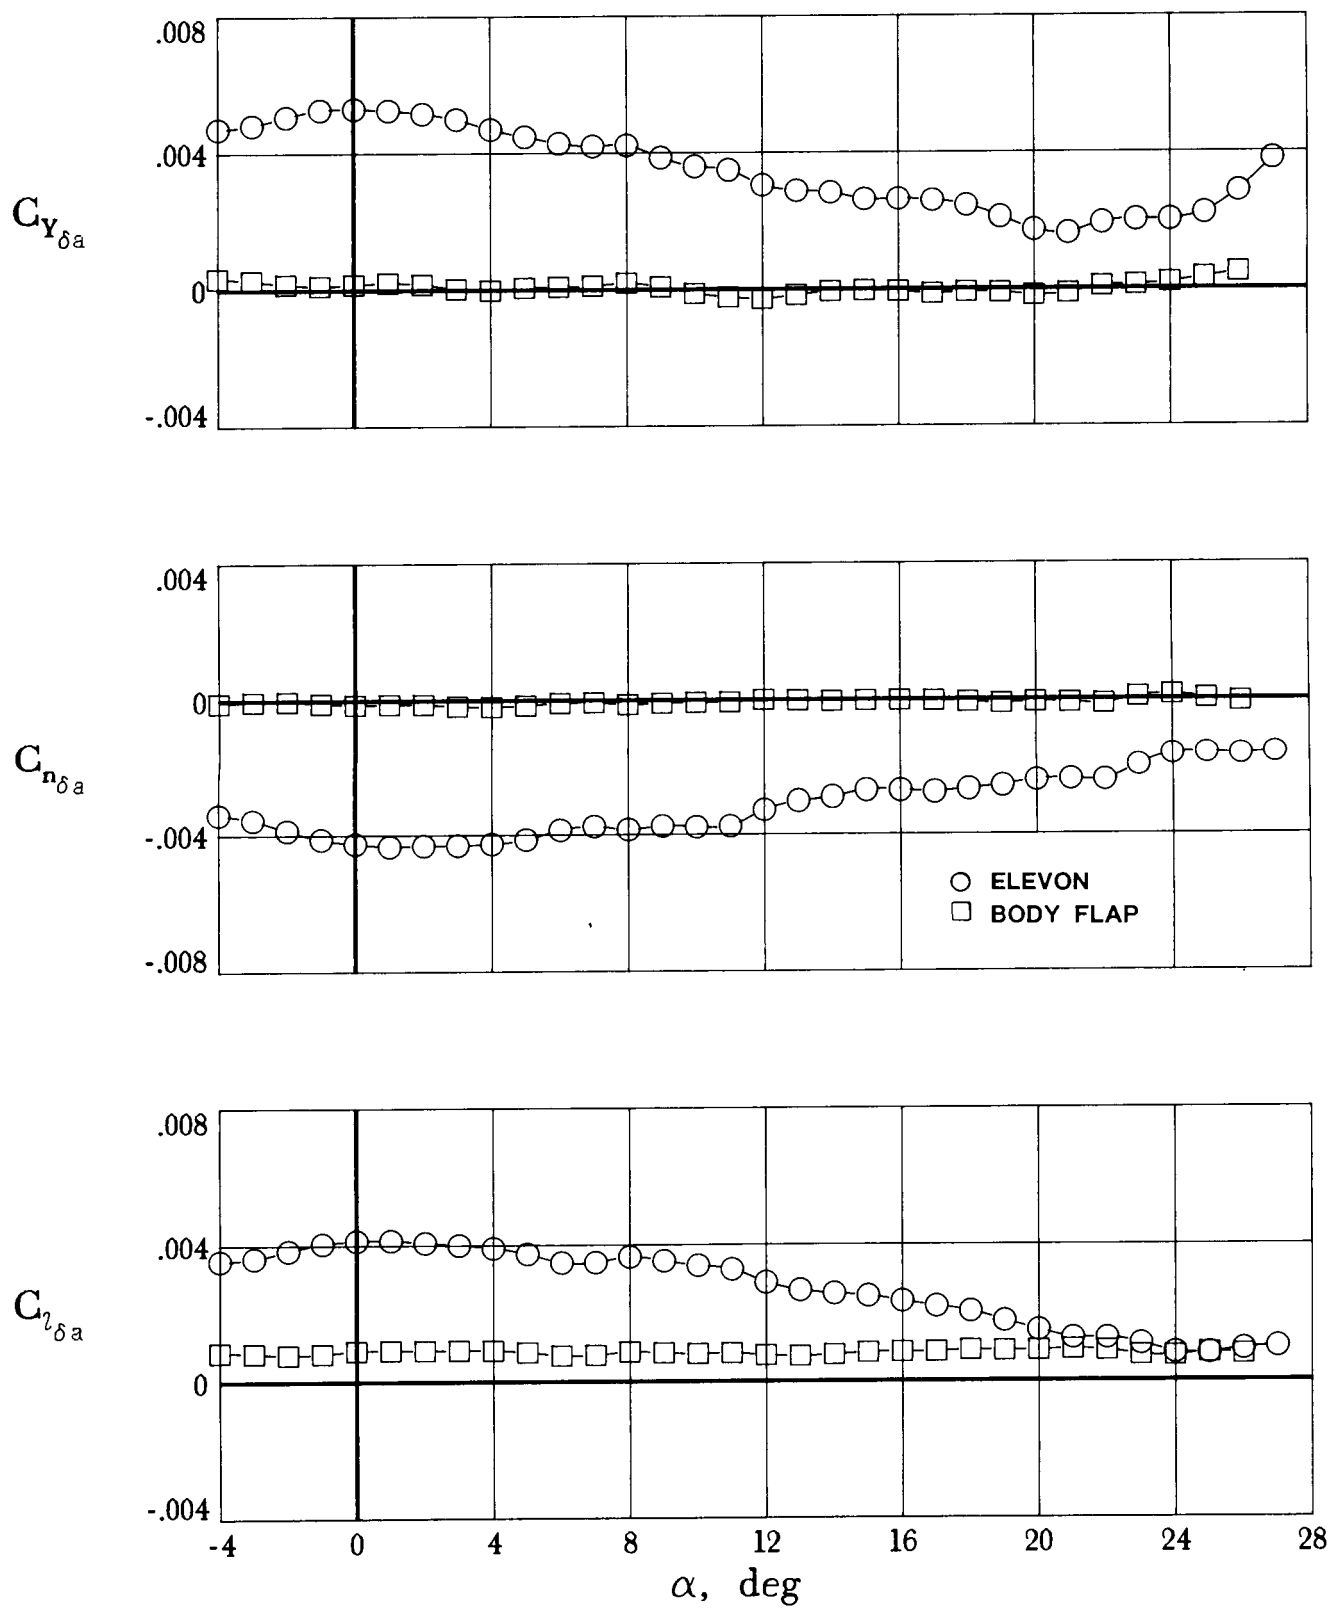 .008
.004
C_{Y_{δa}}
0
-.004
.004
0
C_{n_{δa}}
-.004
○ ELEVON
□ BODY FLAP
-.008
.008
.004
C_{l_{δa}}
0
-.004
-4 0 4 8 12 16 20 24 28
α, deg